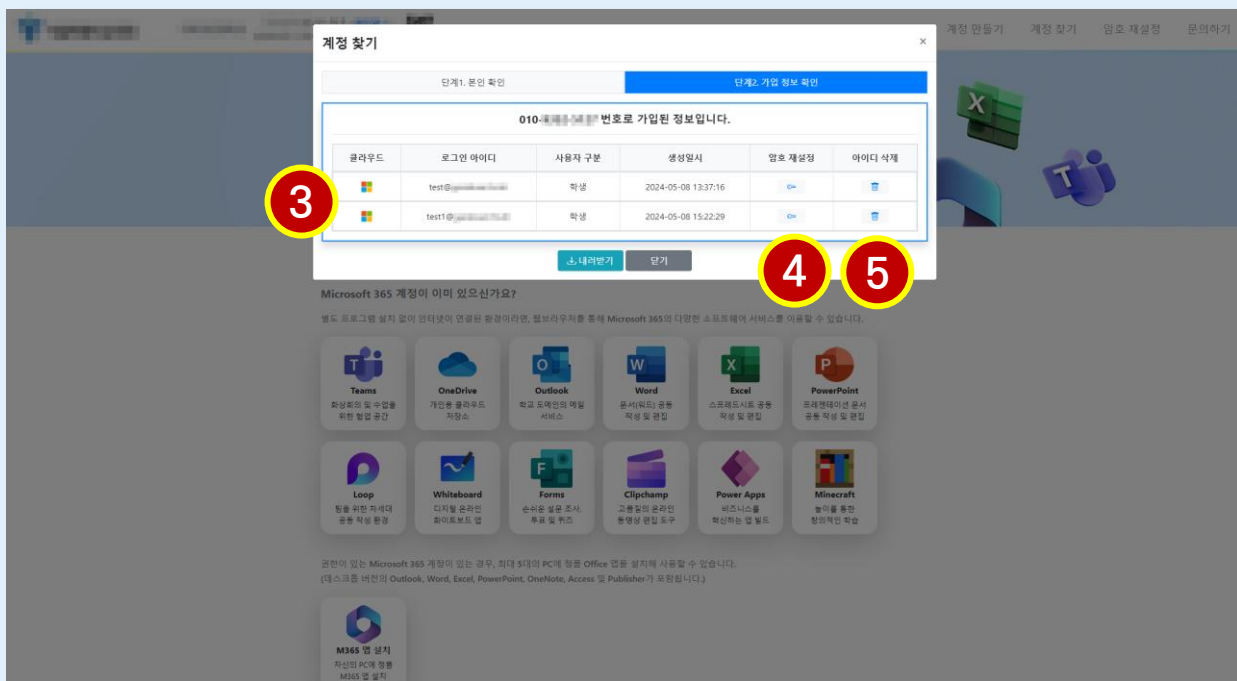 계정 만들기 계정 찾기 암호 재설정 문의하기
계정 찾기 ×
단계1. 본인 확인 단계2. 가입 정보 확인
010- 번호로 가입된 정보입니다.
클라우드 로그인 아이디 사용자 구분 생성일시 암호 재설정 아이디 삭제
test@ 학생 2024-05-08 13:37:16
3
test1@ 학생 2024-05-08 15:22:29
내려받기 닫기
4 5
Microsoft 365 계정이 이미 있으신가요?
별도 프로그램 설치 없이 인터넷이 연결된 환경이라면, 웹브라우저를 통해 Microsoft 365의 다양한 소프트웨어 서비스를 이용할 수 있습니다.
Teams OneDrive Outlook Word Excel PowerPoint
화상회의 및 수업을 개인용 클라우드 학교 도메인의 메일 문서(워드) 공동 스프레드시트 공동 프레젠테이션 문서
위한 협업 공간 저장소 서비스 작성 및 편집 작성 및 편집 공동 작성 및 편집
Loop Whiteboard Forms Clipchamp Power Apps Minecraft
팀을 위한 차세대 디지털 온라인 손쉬운 설문 조사, 고품질의 온라인 비즈니스를 놀이를 통한
공동 작성 환경 화이트보드 앱 투표 및 퀴즈 동영상 편집 도구 혁신하는 앱 빌드 창의적인 학습
권한이 있는 Microsoft 365 계정이 있는 경우, 최대 5대의 PC에 정품 Office 앱을 설치해 사용할 수 있습니다.
(데스크톱 버전의 Outlook, Word, Excel, PowerPoint, OneNote, Access 및 Publisher가 포함됩니다.)
M365 앱 설치
자신의 PC에 정품
M365 앱 설치